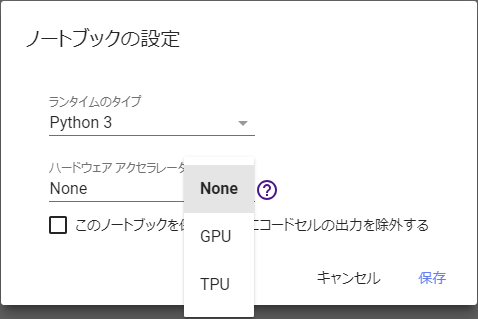 ノートブックの設定
ランタイムのタイプ
Python 3
ハードウェア アクセラレータ
None
None
GPU
TPU
このノートブックを
にコードセルの出力を除外する
キャンセル
保存